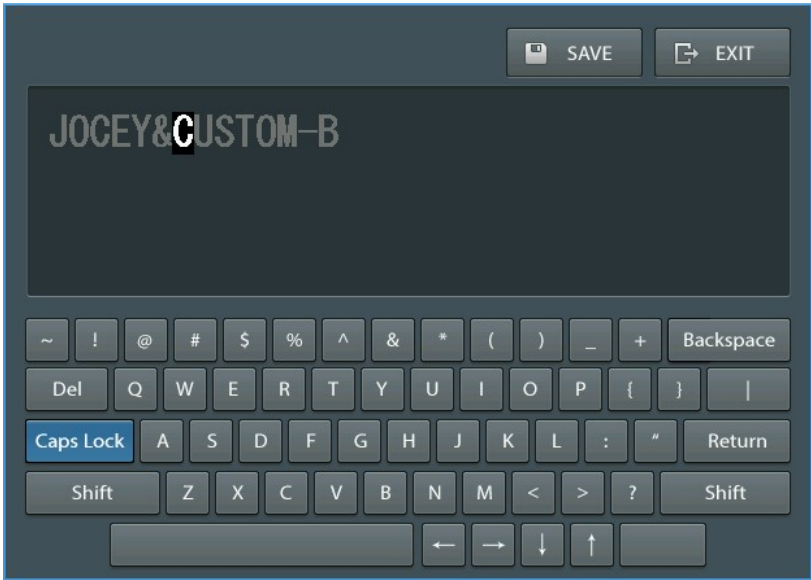 SAVE EXIT
JOCEY&CUSTOM-B
~ ! @ # $ % ^ & * ( ) _ + Backspace
Del Q W E R T Y U I O P { } |
Caps Lock A S D F G H J K L : " Return
Shift Z X C V B N M < > ? Shift
← → ↓ ↑